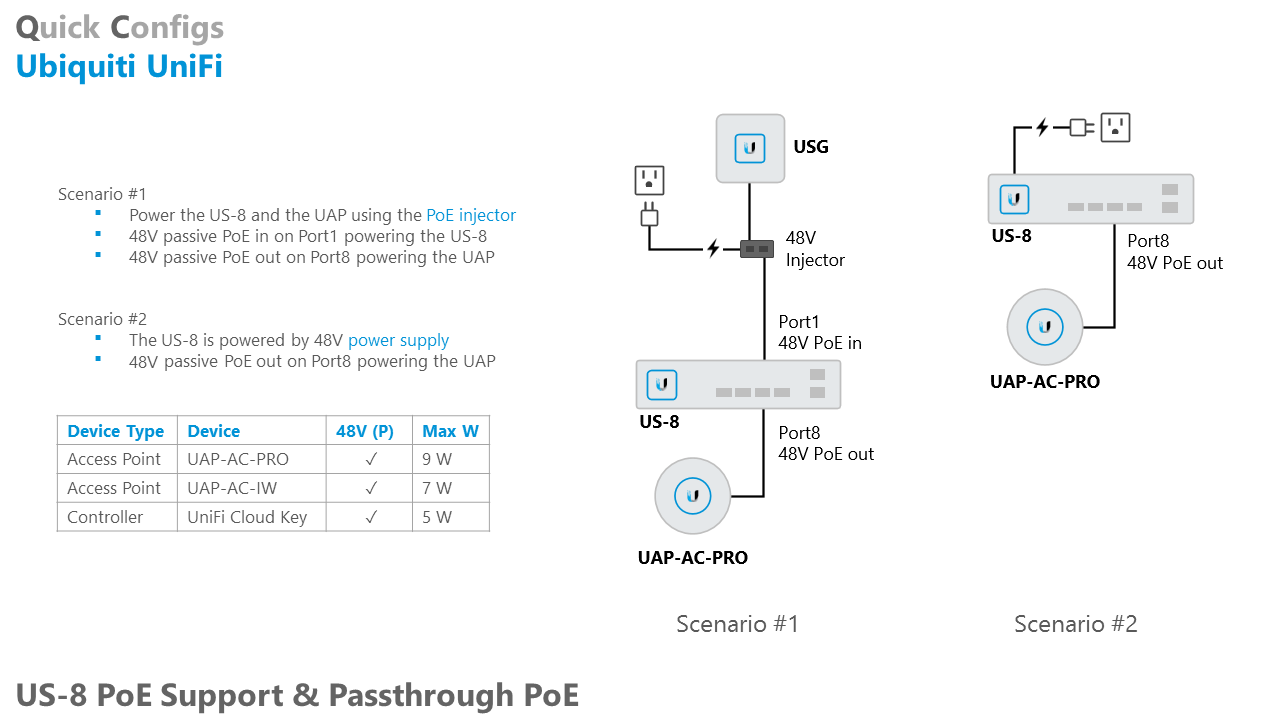 Quick Configs
Ubiquiti UniFi
Scenario #1
▪ Power the US-8 and the UAP using the PoE injector
▪ 48V passive PoE in on Port1 powering the US-8
▪ 48V passive PoE out on Port8 powering the UAP
Scenario #2
▪ The US-8 is powered by 48V power supply
▪ 48V passive PoE out on Port8 powering the UAP
Device Type Device 48V (P) Max W
Access Point UAP-AC-PRO ✓ 9 W
Access Point UAP-AC-IW ✓ 7 W
Controller UniFi Cloud Key ✓ 5 W
USG
48V
Injector
Port1
48V PoE in
US-8
Port8
48V PoE out
UAP-AC-PRO
Scenario #1
US-8
Port8
48V PoE out
UAP-AC-PRO
Scenario #2
US-8 PoE Support & Passthrough PoE